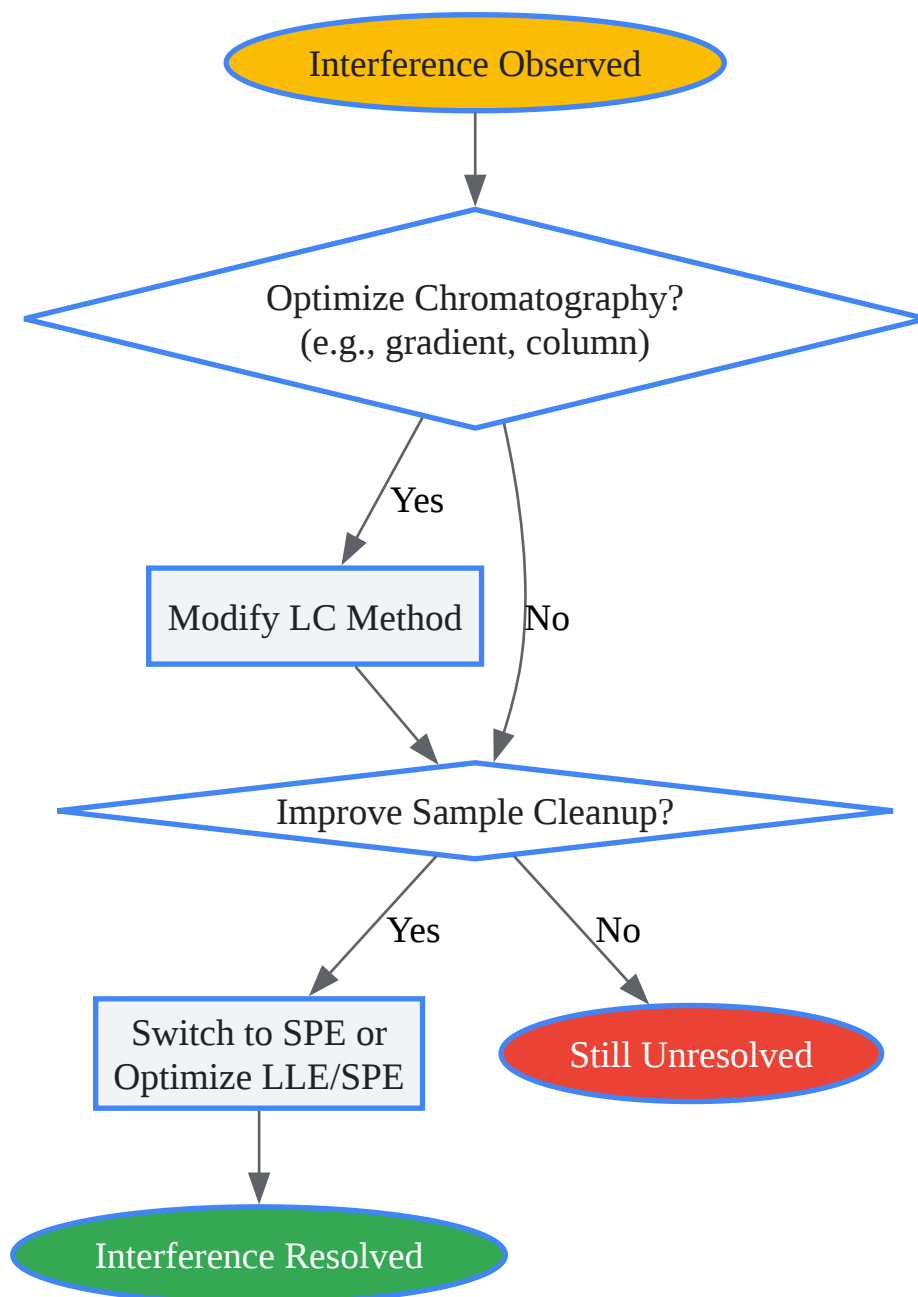 Interference Observed
Optimize Chromatography?
(e.g., gradient, column)
Yes
Modify LC Method
No
Improve Sample Cleanup?
Yes
No
Switch to SPE or
Optimize LLE/SPE
Still Unresolved
Interference Resolved